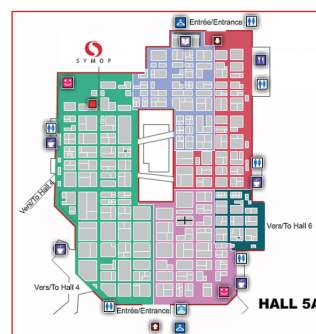 Entrée/Entrance
SYMOP
Vers/To Hall 4
Vers/To Hall 6
Vers/To Hall 4
Entrée/Entrance
HALL 5A